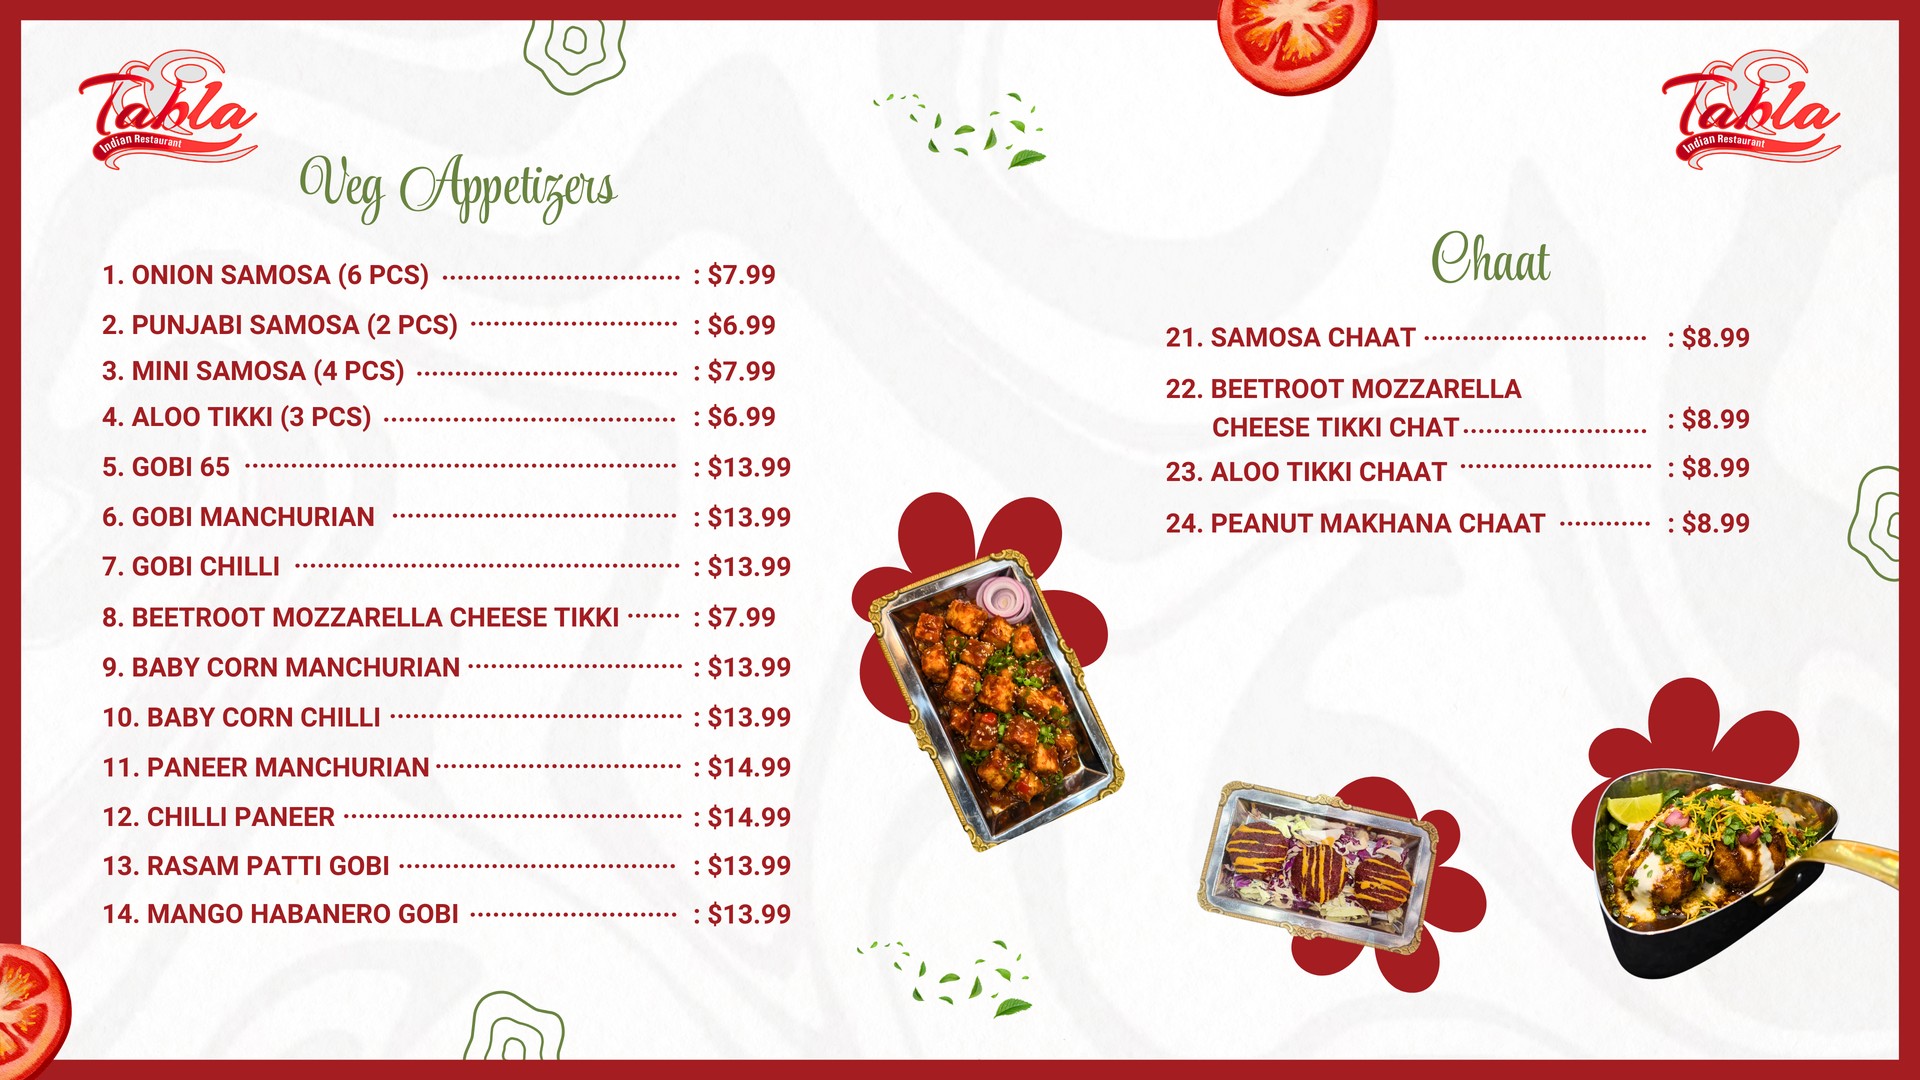 Tabla
Indian Restaurant
Veg Appetizers
1. ONION SAMOSA (6 PCS) : $7.99
2. PUNJABI SAMOSA (2 PCS) : $6.99
3. MINI SAMOSA (4 PCS) : $7.99
4. ALOO TIKKI (3 PCS) : $6.99
5. GOBI 65 : $13.99
6. GOBI MANCHURIAN : $13.99
7. GOBI CHILLI : $13.99
8. BEETROOT MOZZARELLA CHEESE TIKKI : $7.99
9. BABY CORN MANCHURIAN : $13.99
10. BABY CORN CHILLI : $13.99
11. PANEER MANCHURIAN : $14.99
12. CHILLI PANEER : $14.99
13. RASAM PATTI GOBI : $13.99
14. MANGO HABANERO GOBI : $13.99
Tabla
Indian Restaurant
Chaat
21. SAMOSA CHAAT : $8.99
22. BEETROOT MOZZARELLA
CHEESE TIKKI CHAT : $8.99
23. ALOO TIKKI CHAAT : $8.99
24. PEANUT MAKHANA CHAAT : $8.99